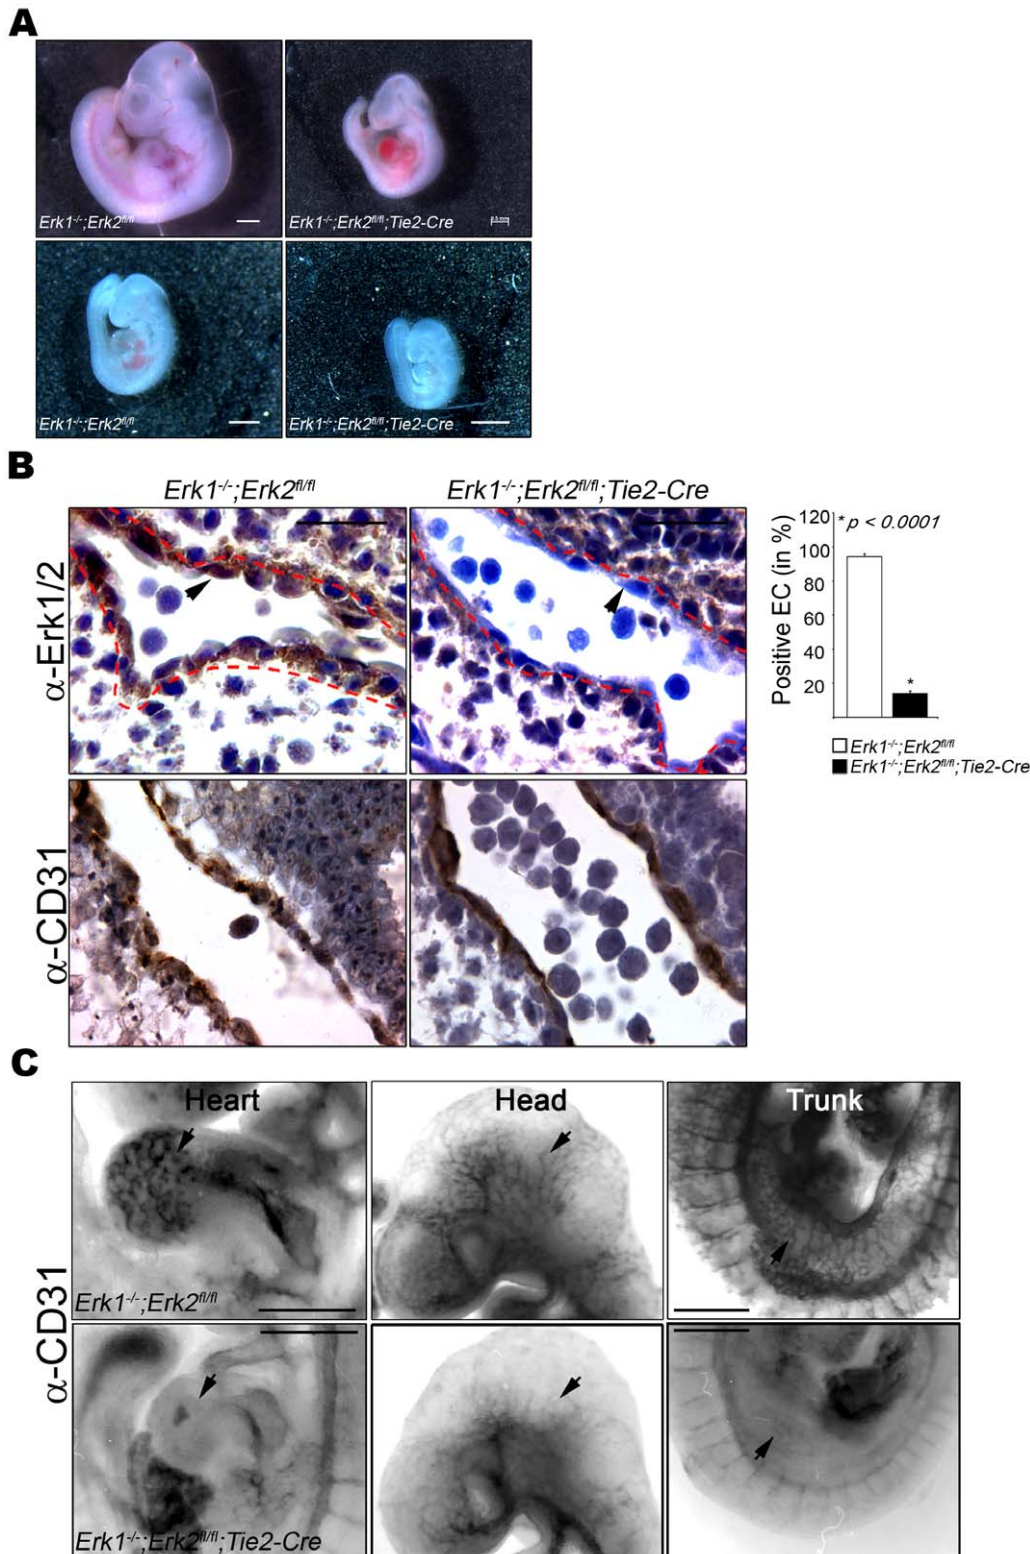 A
Erk1-/-;Erk2fl/fl
Erk1-/-;Erk2fl/fl;Tie2-Cre
Erk1-/-;Erk2fl/fl
Erk1-/-;Erk2fl/fl;Tie2-Cre
B
Erk1-/-;Erk2fl/fl
Erk1-/-;Erk2fl/fl;Tie2-Cre
α-Erk1/2
α-CD31
Positive EC (in %)
120
100
80
60
40
20
* p < 0.0001
*
Erk1-/-;Erk2fl/fl
Erk1-/-;Erk2fl/fl;Tie2-Cre
C
Heart
Head
Trunk
α-CD31
Erk1-/-;Erk2fl/fl
Erk1-/-;Erk2fl/fl;Tie2-Cre